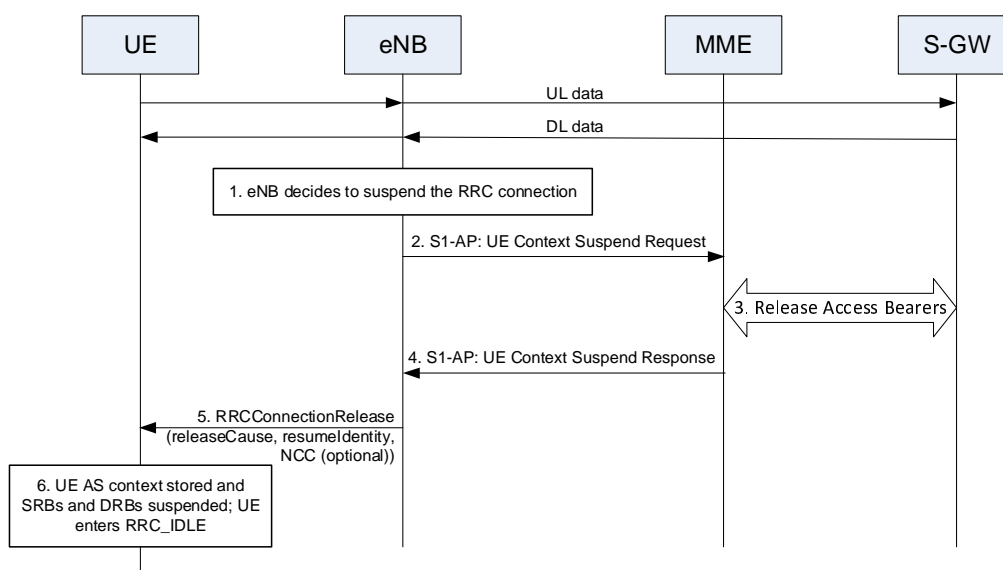 UE
eNB
MME
S-GW
UL data
DL data
1. eNB decides to suspend the RRC connection
2. S1-AP: UE Context Suspend Request
3. Release Access Bearers
4. S1-AP: UE Context Suspend Response
5. RRCConnectionRelease
(releaseCause, resumeIdentity,
NCC (optional))
6. UE AS context stored and
SRBs and DRBs suspended; UE
enters RRC_IDLE